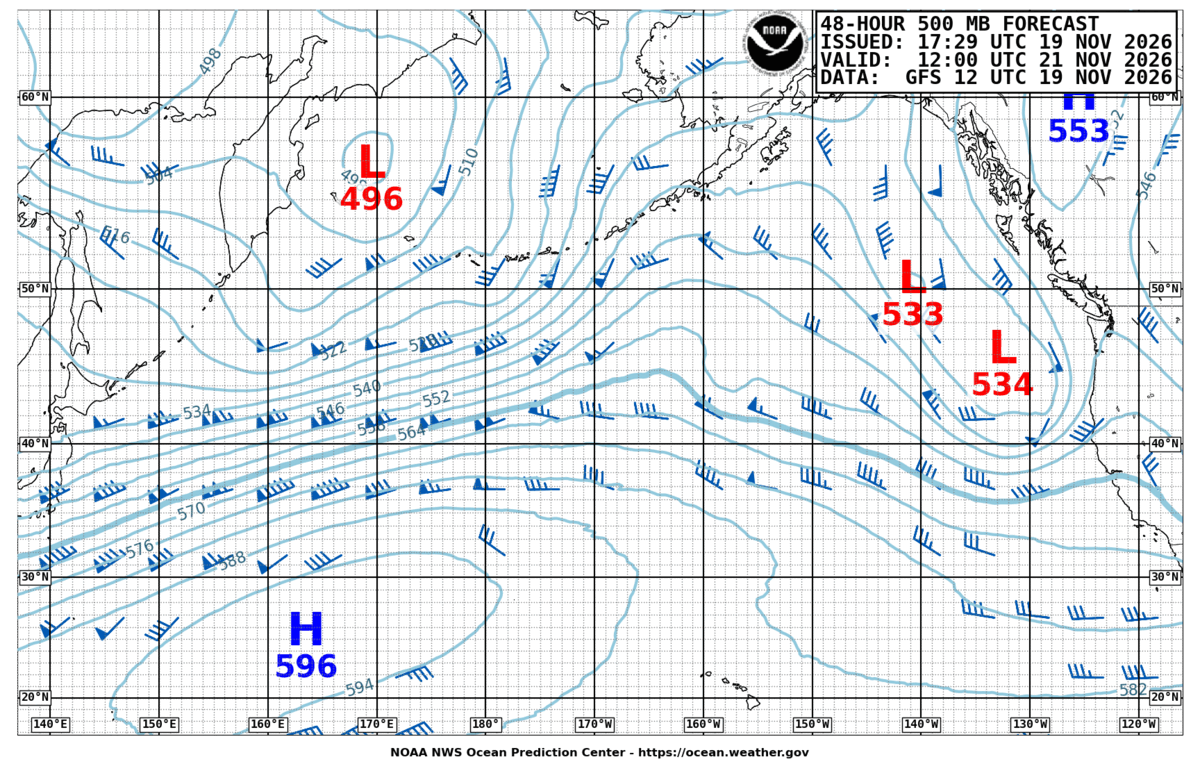 48-HOUR 500 MB FORECAST
ISSUED: 17:29 UTC 19 NOV 2026
VALID: 12:00 UTC 21 NOV 2026
DATA: GFS 12 UTC 19 NOV 2026
NOAA
498
60°N
60°N
H
553
510
L
496
504
546
516
50°N
50°N
L
533
L
534
522
528
540
552
534
546
558
564
40°N
40°N
570
576
588
30°N
30°N
H
596
594
582
20°N
20°N
140°E
150°E
160°E
170°E
180°
170°W
160°W
150°W
140°W
130°W
120°W
NOAA NWS Ocean Prediction Center - https://ocean.weather.gov